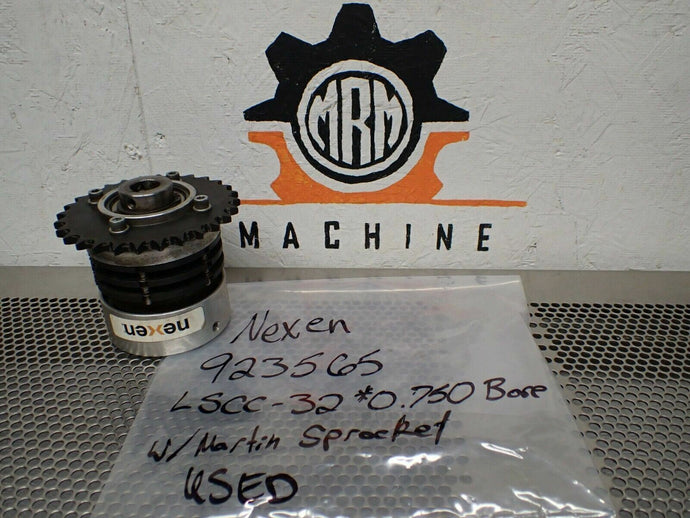 MRM
MACHINE
nexen
Nexen
923565
LSCC-32 *0.750 Bore
W/Martin Sprocket
USED